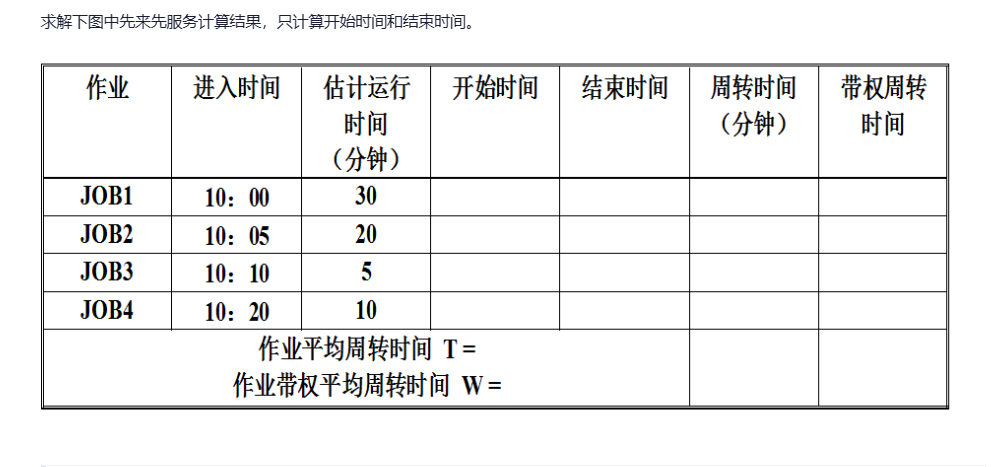 求解下图中先来先服务计算结果，只计算开始时间和结束时间。
作业 进入时间 估计运行时间（分钟） 开始时间 结束时间 周转时间（分钟） 带权周转时间
JOB1 10：00 30
JOB2 10：05 20
JOB3 10：10 5
JOB4 10：20 10
作业平均周转时间 T =
作业带权平均周转时间 W =